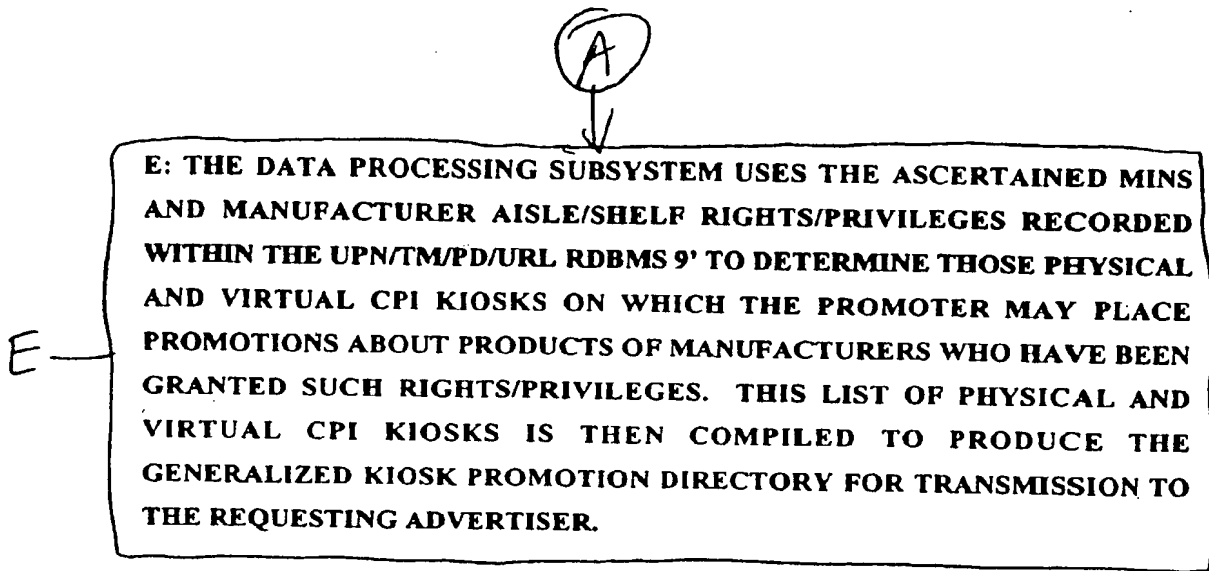 A
E: THE DATA PROCESSING SUBSYSTEM USES THE ASCERTAINED MINS
AND MANUFACTURER AISLE/SHELF RIGHTS/PRIVILEGES RECORDED
WITHIN THE UPN/TM/PD/URL RDBMS 9' TO DETERMINE THOSE PHYSICAL
AND VIRTUAL CPI KIOSKS ON WHICH THE PROMOTER MAY PLACE
E
PROMOTIONS ABOUT PRODUCTS OF MANUFACTURERS WHO HAVE BEEN
GRANTED SUCH RIGHTS/PRIVILEGES. THIS LIST OF PHYSICAL AND
VIRTUAL CPI KIOSKS IS THEN COMPILED TO PRODUCE THE
GENERALIZED KIOSK PROMOTION DIRECTORY FOR TRANSMISSION TO
THE REQUESTING ADVERTISER.